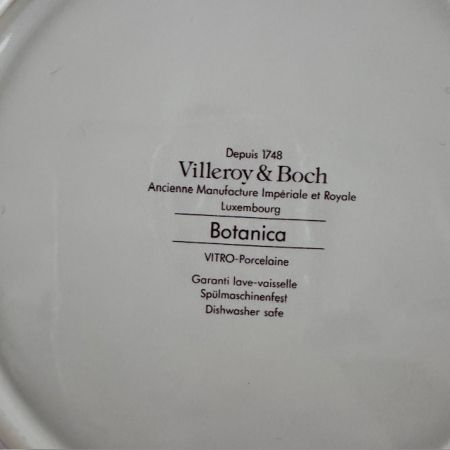 Depuis 1748
Villeroy & Boch
Ancienne Manufacture Impériale et Royale
Luxembourg
Botanica
VITRO-Porcelaine
Garanti lave-vaisselle
Spülmaschinenfest
Dishwasher safe